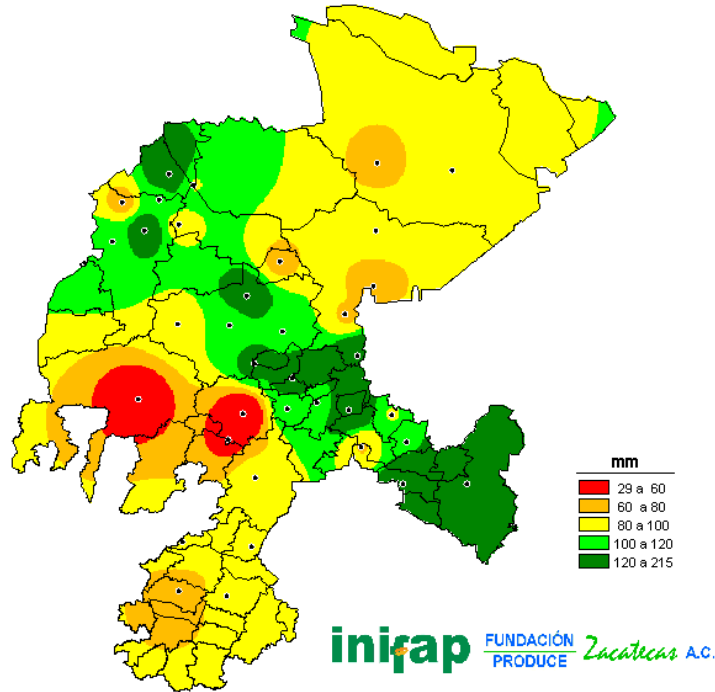 mm
29 a 60
60 a 80
80 a 100
100 a 120
120 a 215
inifap FUNDACIÓN PRODUCE Zacatecas A.C.